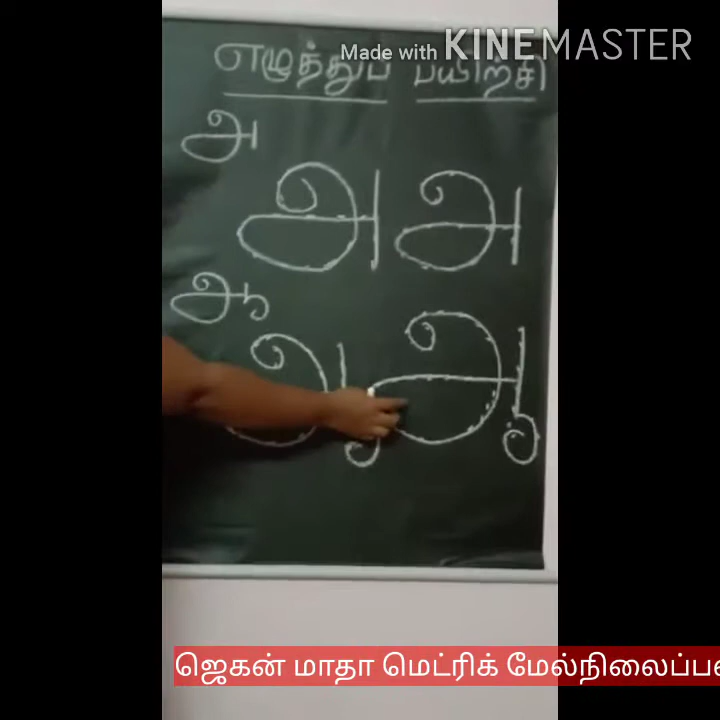 Made with KINEMASTER
எழுத்துப் பயிற்சி
அ
அ அ
ஆ
ஆ ஆ
ஜெகன் மாதா மெட்ரிக்